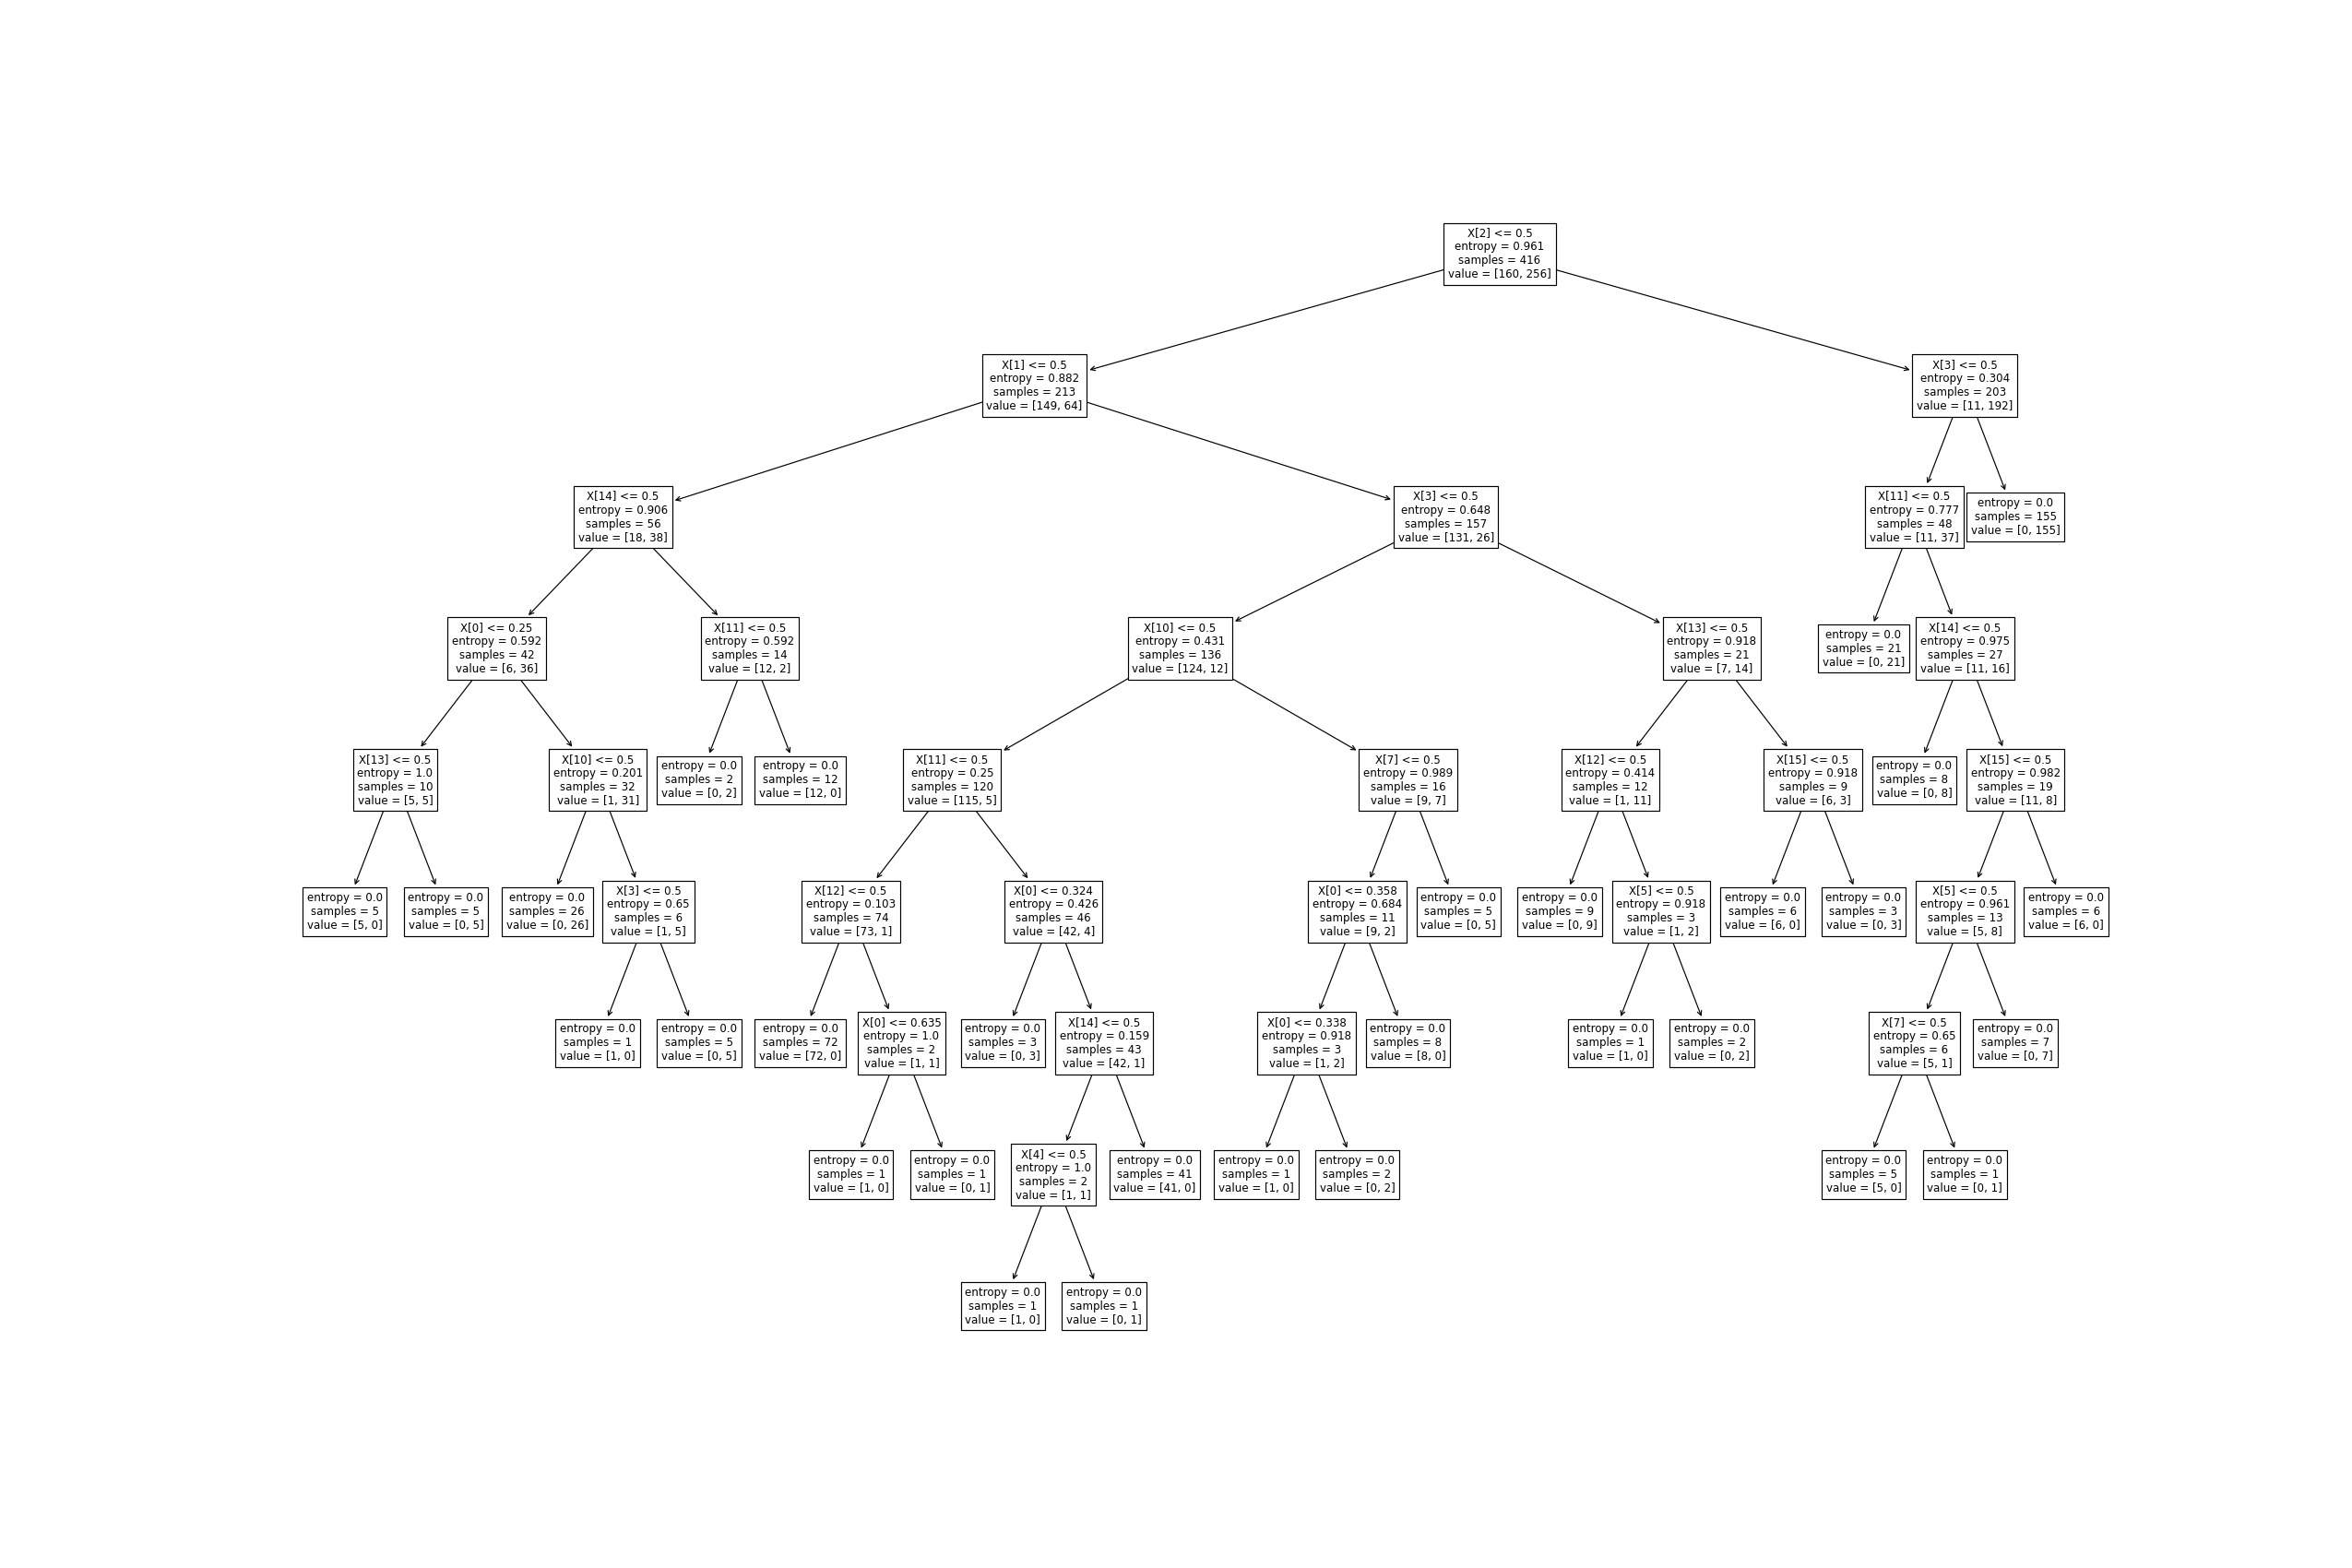 X[2] <= 0.5
entropy = 0.961
samples = 416
value = [160, 256]
X[1] <= 0.5
entropy = 0.882
samples = 213
value = [149, 64]
X[3] <= 0.5
entropy = 0.304
samples = 203
value = [11, 192]
X[14] <= 0.5
entropy = 0.906
samples = 56
value = [18, 38]
X[3] <= 0.5
entropy = 0.648
samples = 157
value = [131, 26]
X[11] <= 0.5
entropy = 0.777
samples = 48
value = [11, 37]
entropy = 0.0
samples = 155
value = [0, 155]
X[0] <= 0.25
entropy = 0.592
samples = 42
value = [6, 36]
X[11] <= 0.5
entropy = 0.592
samples = 14
value = [12, 2]
X[10] <= 0.5
entropy = 0.431
samples = 136
value = [124, 12]
X[13] <= 0.5
entropy = 0.918
samples = 21
value = [7, 14]
entropy = 0.0
samples = 21
value = [0, 21]
X[14] <= 0.5
entropy = 0.975
samples = 27
value = [11, 16]
X[13] <= 0.5
entropy = 1.0
samples = 10
value = [5, 5]
X[10] <= 0.5
entropy = 0.201
samples = 32
value = [1, 31]
entropy = 0.0
samples = 2
value = [0, 2]
entropy = 0.0
samples = 12
value = [12, 0]
X[11] <= 0.5
entropy = 0.25
samples = 120
value = [115, 5]
X[7] <= 0.5
entropy = 0.989
samples = 16
value = [9, 7]
X[12] <= 0.5
entropy = 0.414
samples = 12
value = [1, 11]
X[15] <= 0.5
entropy = 0.918
samples = 9
value = [6, 3]
entropy = 0.0
samples = 8
value = [0, 8]
X[15] <= 0.5
entropy = 0.982
samples = 19
value = [11, 8]
entropy = 0.0
samples = 5
value = [5, 0]
entropy = 0.0
samples = 5
value = [0, 5]
entropy = 0.0
samples = 26
value = [0, 26]
X[3] <= 0.5
entropy = 0.65
samples = 6
value = [1, 5]
X[12] <= 0.5
entropy = 0.103
samples = 74
value = [73, 1]
X[0] <= 0.324
entropy = 0.426
samples = 46
value = [42, 4]
X[0] <= 0.358
entropy = 0.684
samples = 11
value = [9, 2]
entropy = 0.0
samples = 5
value = [0, 5]
entropy = 0.0
samples = 9
value = [0, 9]
X[5] <= 0.5
entropy = 0.918
samples = 3
value = [1, 2]
entropy = 0.0
samples = 6
value = [6, 0]
entropy = 0.0
samples = 3
value = [0, 3]
X[5] <= 0.5
entropy = 0.961
samples = 13
value = [5, 8]
entropy = 0.0
samples = 6
value = [6, 0]
entropy = 0.0
samples = 1
value = [1, 0]
entropy = 0.0
samples = 5
value = [0, 5]
entropy = 0.0
samples = 72
value = [72, 0]
X[0] <= 0.635
entropy = 1.0
samples = 2
value = [1, 1]
entropy = 0.0
samples = 3
value = [0, 3]
X[14] <= 0.5
entropy = 0.159
samples = 43
value = [42, 1]
X[0] <= 0.338
entropy = 0.918
samples = 3
value = [1, 2]
entropy = 0.0
samples = 8
value = [8, 0]
entropy = 0.0
samples = 1
value = [1, 0]
entropy = 0.0
samples = 2
value = [0, 2]
X[7] <= 0.5
entropy = 0.65
samples = 6
value = [5, 1]
entropy = 0.0
samples = 7
value = [0, 7]
entropy = 0.0
samples = 1
value = [1, 0]
entropy = 0.0
samples = 1
value = [0, 1]
X[4] <= 0.5
entropy = 1.0
samples = 2
value = [1, 1]
entropy = 0.0
samples = 41
value = [41, 0]
entropy = 0.0
samples = 1
value = [1, 0]
entropy = 0.0
samples = 2
value = [0, 2]
entropy = 0.0
samples = 5
value = [5, 0]
entropy = 0.0
samples = 1
value = [0, 1]
entropy = 0.0
samples = 1
value = [1, 0]
entropy = 0.0
samples = 1
value = [0, 1]